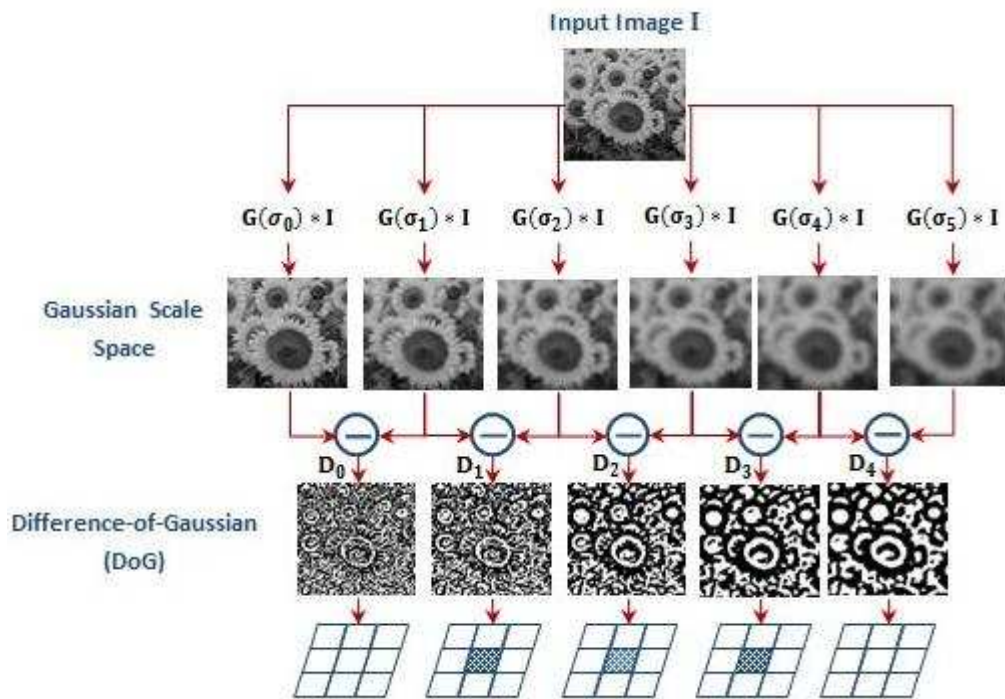 Input Image I
G(σ₀) ∗ I G(σ₁) ∗ I G(σ₂) ∗ I G(σ₃) ∗ I G(σ₄) ∗ I G(σ₅) ∗ I
Gaussian Scale
Space
D₀ D₁ D₂ D₃ D₄
Difference-of-Gaussian
(DoG)